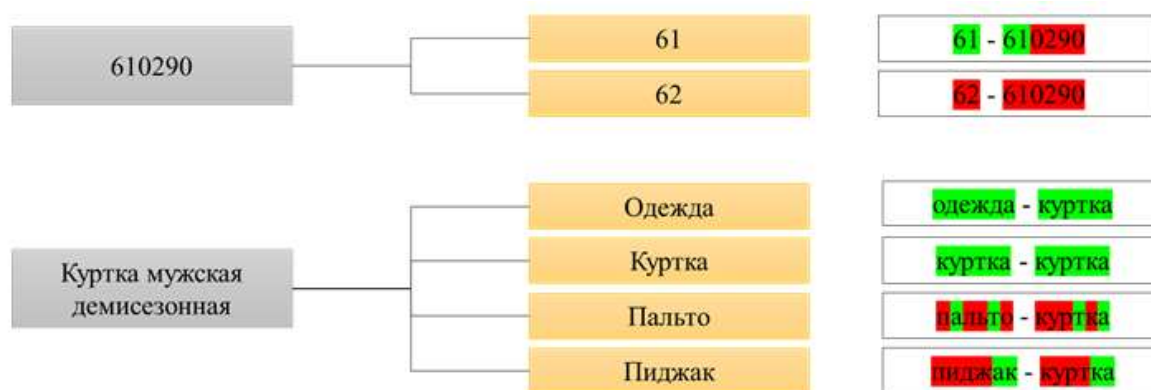 610290
61
61 - 610290
62
62 - 610290
Куртка мужская
демисезонная
Одежда
одежда - куртка
Куртка
куртка - куртка
Пальто
пальто - куртка
Пиджак
пиджак - куртка